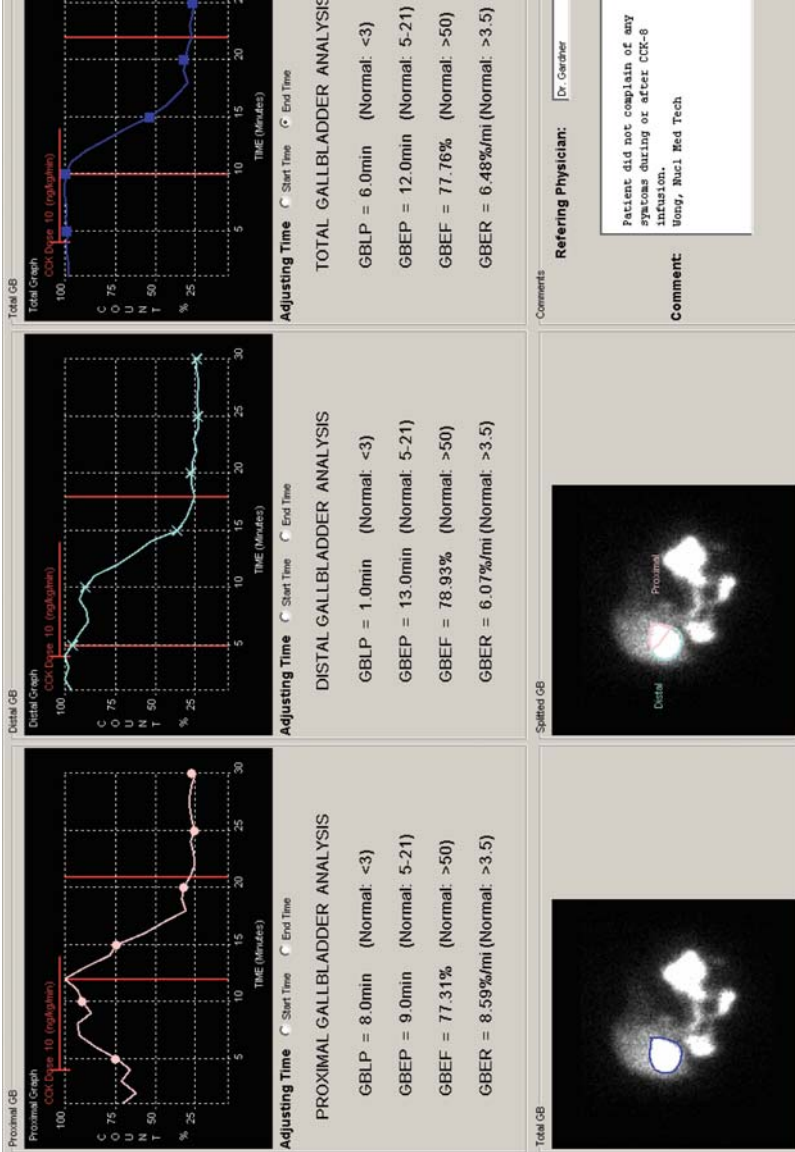 Proximal GB
Proximal Graph
CCK Dose 10 (ng/kg/min)
100
75
50
25
C O U N T %
5
10
15
20
25
30
TIME (Minutes)
Adjusting Time Start Time End Time
PROXIMAL GALLBLADDER ANALYSIS
GBLP = 8.0min (Normal: <3)
GBEP = 9.0min (Normal: 5-21)
GBEF = 77.31% (Normal: >50)
GBER = 8.59%/mi (Normal: >3.5)
Distal GB
Distal Graph
CCK Dose 10 (ng/kg/min)
100
75
50
25
C O U N T %
5
10
15
20
25
30
TIME (Minutes)
Adjusting Time Start Time End Time
DISTAL GALLBLADDER ANALYSIS
GBLP = 1.0min (Normal: <3)
GBEP = 13.0min (Normal: 5-21)
GBEF = 78.93% (Normal: >50)
GBER = 6.07%/mi (Normal: >3.5)
Total GB
Total Graph
CCK Dose 10 (ng/kg/min)
100
75
50
25
C O U N T %
5
10
15
20
TIME (Minutes)
Adjusting Time Start Time End Time
TOTAL GALLBLADDER ANALYSIS
GBLP = 6.0min (Normal: <3)
GBEP = 12.0min (Normal: 5-21)
GBEF = 77.76% (Normal: >50)
GBER = 6.48%/mi (Normal: >3.5)
Total GB
Splitted GB
Distal
Proximal
Comments
Refering Physician: Dr. Gardner
Comment:
Patient did not complain of any
symtoms during or after CCK-8
infusion.
Wong, Nucl Med Tech